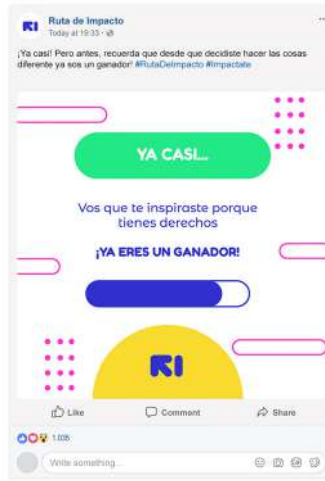 Ruta de Impacto
Today at 19:33
¡Ya casi! Pero antes, recuerda que desde que decidiste hacer las cosas
diferente ya sos un ganador! #RutaDeImpacto #Impactate
YA CASI...
Vos que te inspiraste porque
tienes derechos
¡YA ERES UN GANADOR!
RI
Like Comment Share
1.035
Write something...